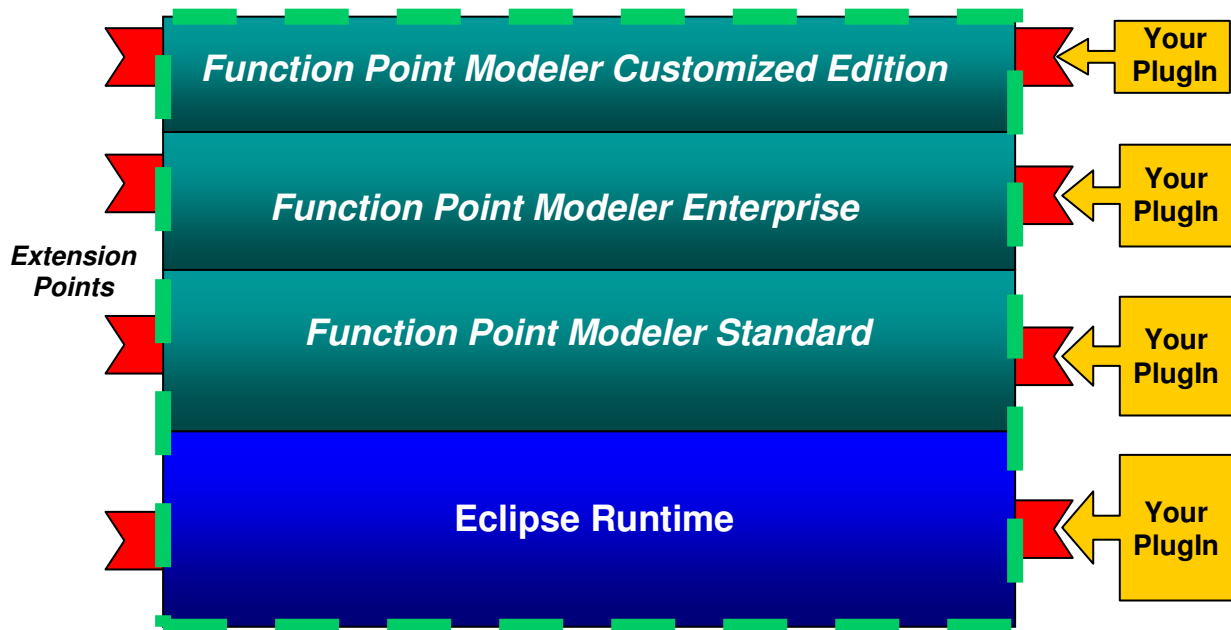 Function Point Modeler Customized Edition
Your
PlugIn
Function Point Modeler Enterprise
Your
PlugIn
Extension
Points
Function Point Modeler Standard
Your
PlugIn
Eclipse Runtime
Your
PlugIn